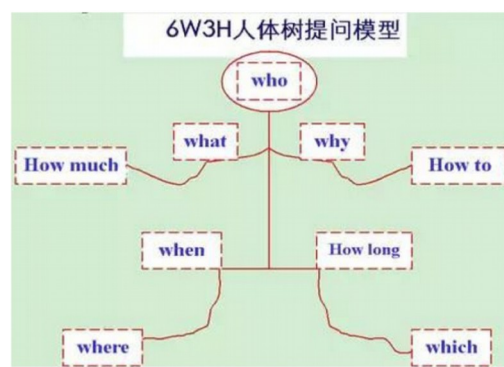 6W3H人体树提问模型
who
what
why
How much
How to
when
How long
where
which